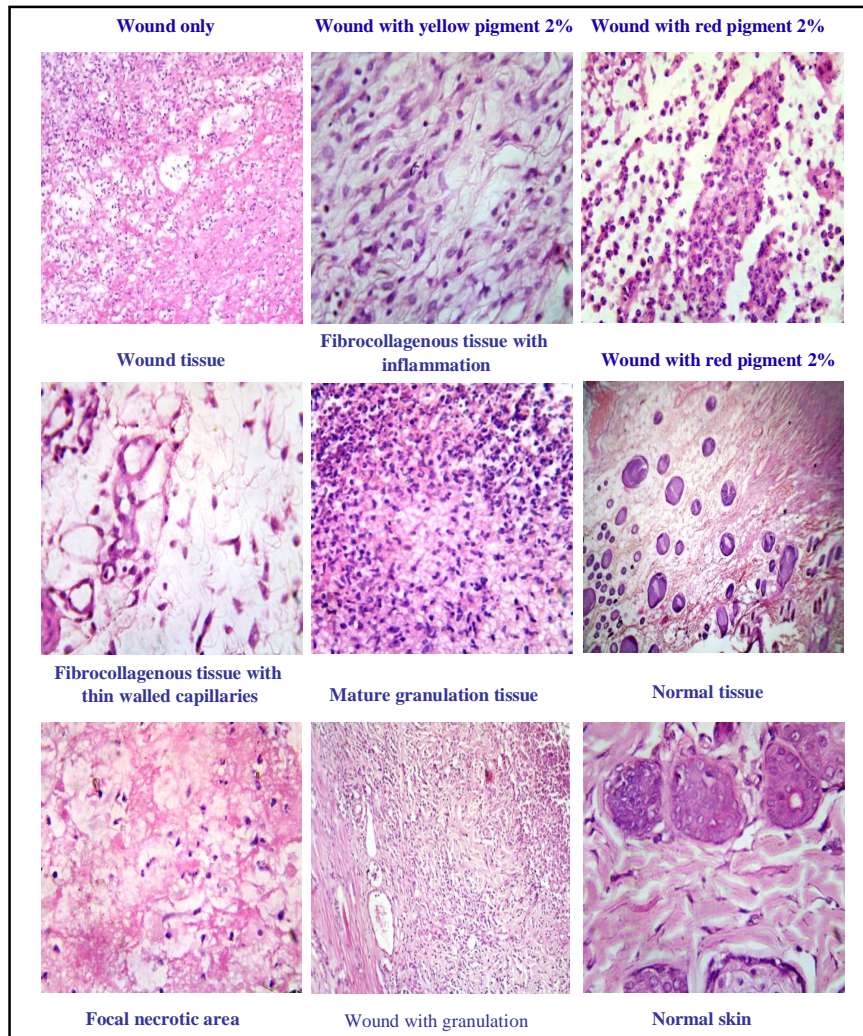 Wound only
Wound with yellow pigment 2%
Wound with red pigment 2%
Wound tissue
Fibrocollagenous tissue with
inflammation
Wound with red pigment 2%
Fibrocollagenous tissue with
thin walled capillaries
Mature granulation tissue
Normal tissue
Focal necrotic area
Wound with granulation
Normal skin